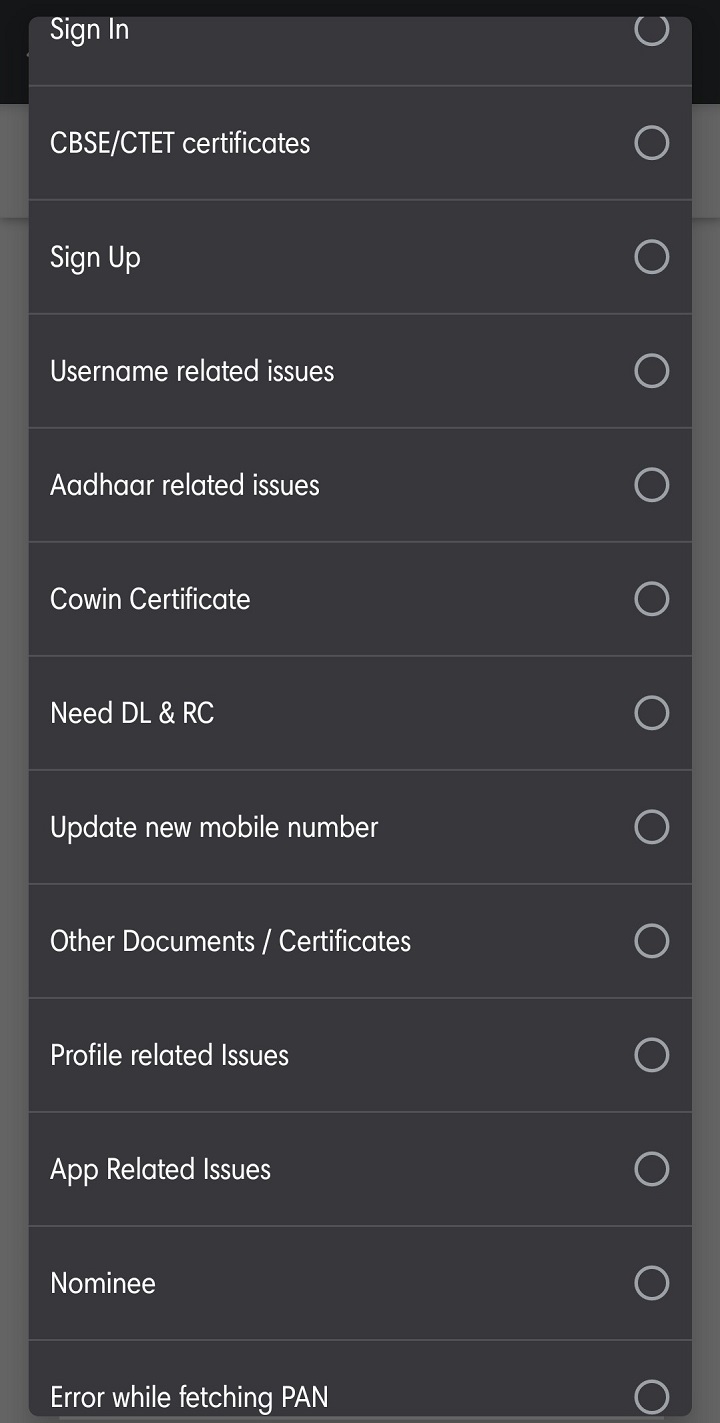 Sign In
CBSE/CTET certificates
Sign Up
Username related issues
Aadhaar related issues
Cowin Certificate
Need DL & RC
Update new mobile number
Other Documents / Certificates
Profile related Issues
App Related Issues
Nominee
Error while fetching PAN